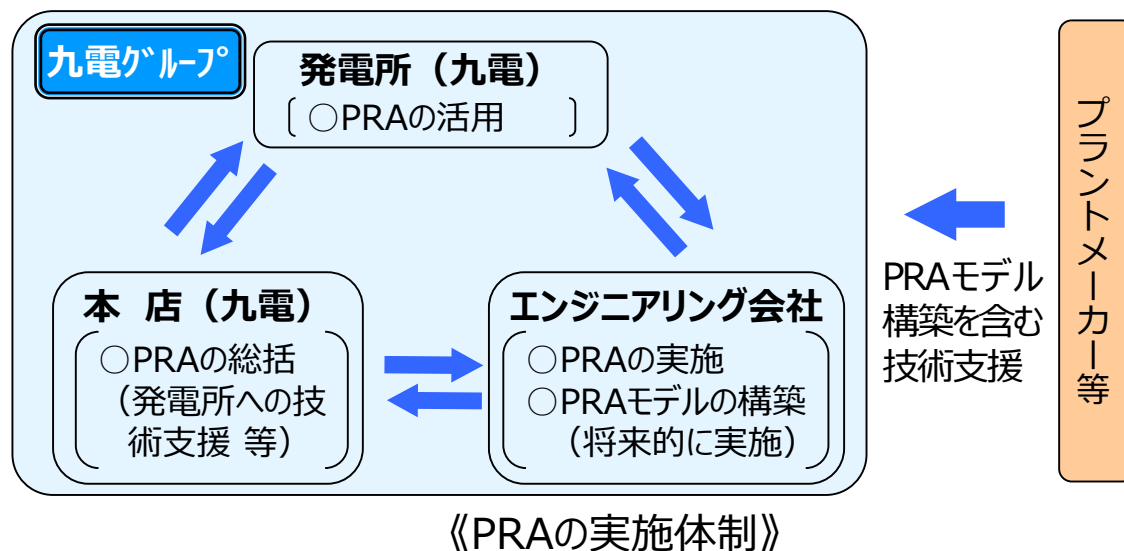 九電ｸﾞﾙｰﾌﾟ
発電所（九電）
○PRAの活用
本 店（九電）
○PRAの総括
（発電所への技
術支援 等）
エンジニアリング会社
○PRAの実施
○PRAモデルの構築
（将来的に実施）
PRAモデル
構築を含む
技術支援
プラントメーカー等
《PRAの実施体制》